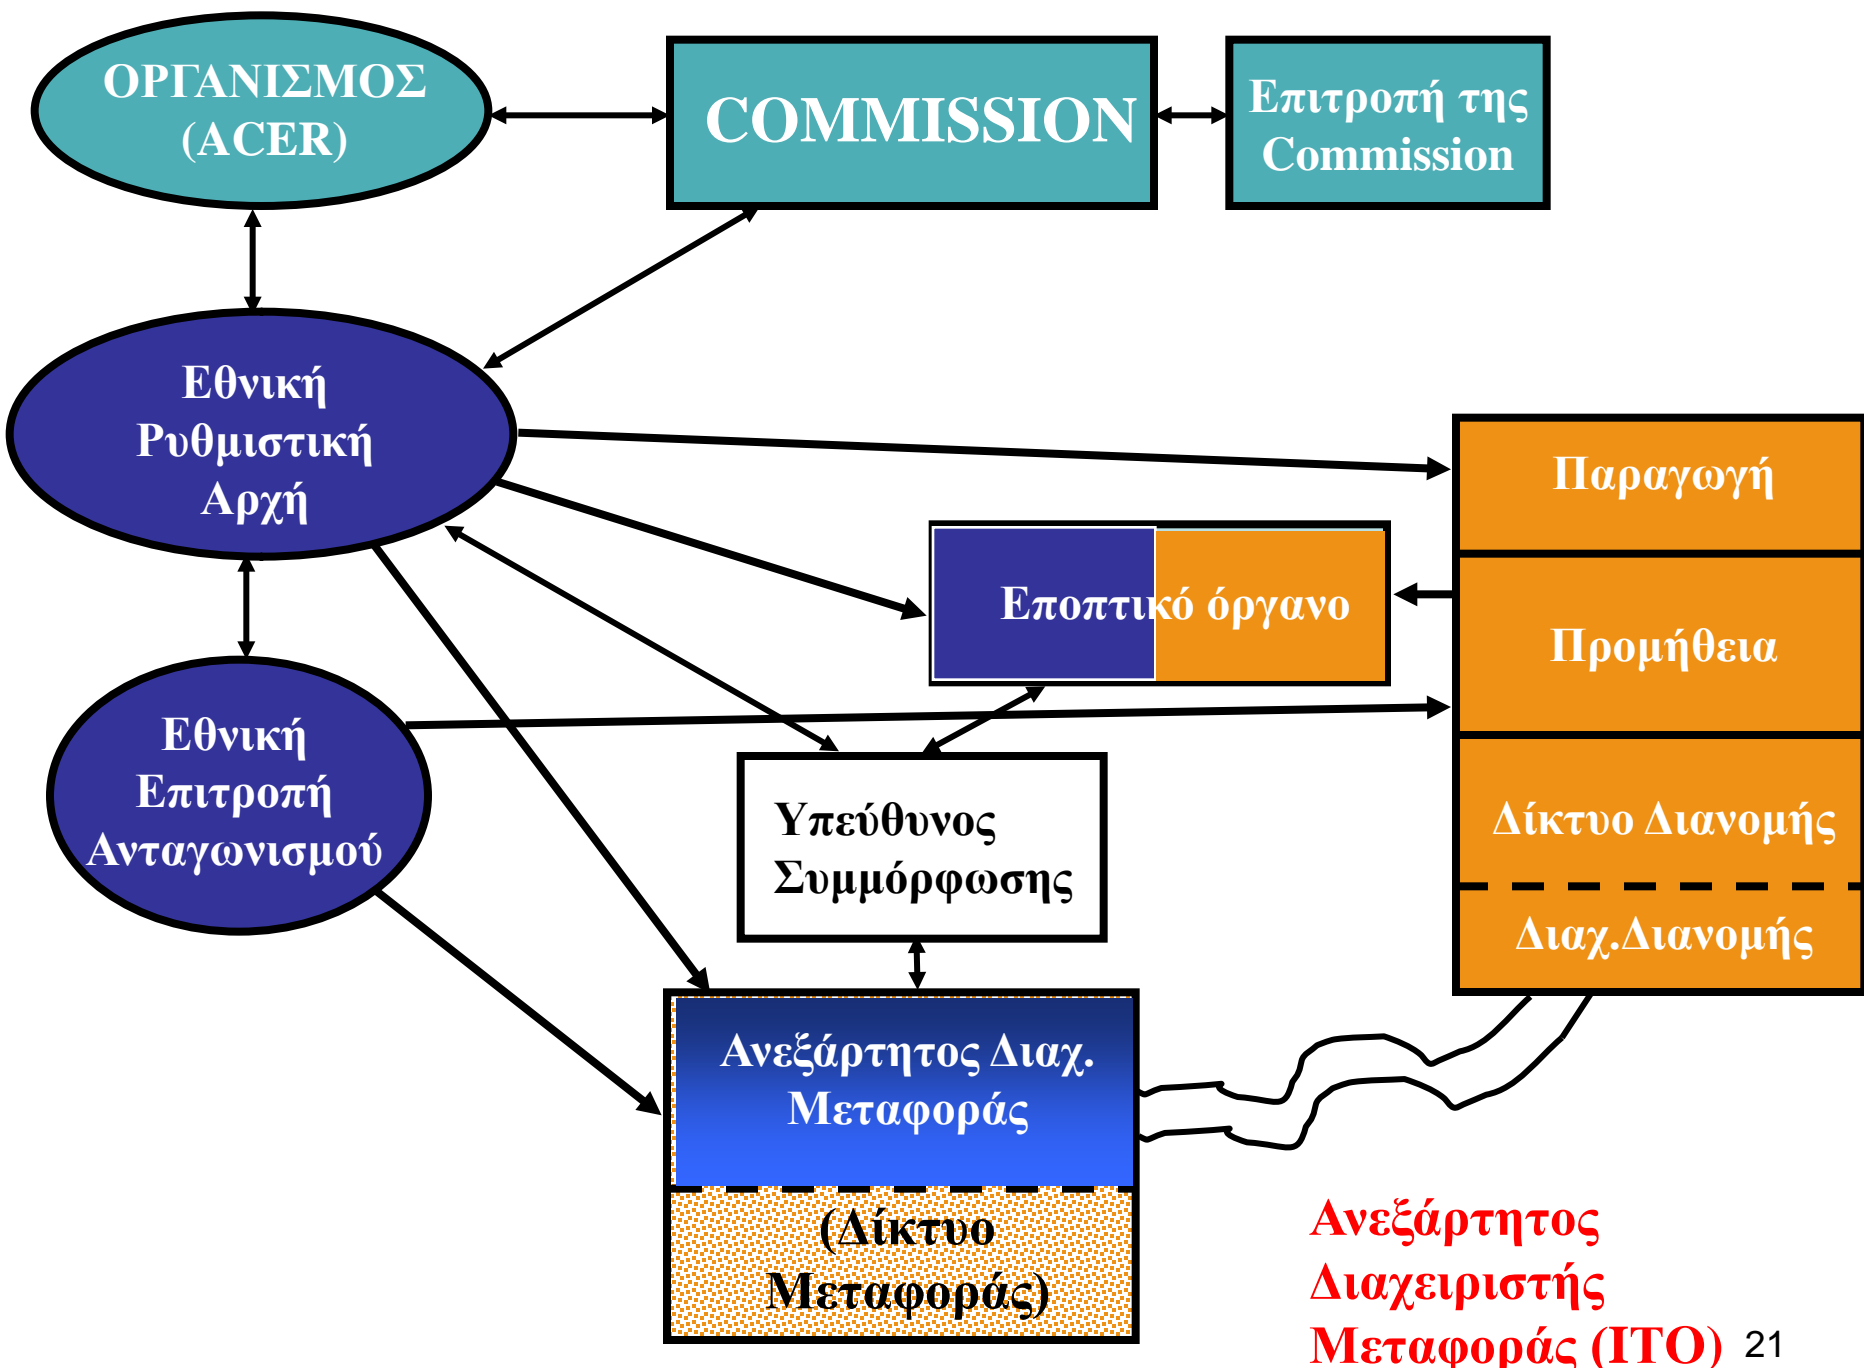 ΟΡΓΑΝΙΣΜΟΣ
(ACER)
COMMISSION
Επιτροπή της
Commission
Εθνική
Ρυθμιστική
Αρχή
Παραγωγή
Εποπτικό όργανο
Προμήθεια
Εθνική
Επιτροπή
Ανταγωνισμού
Υπεύθυνος
Συμμόρφωσης
Δίκτυο Διανομής
Διαχ.Διανομής
Ανεξάρτητος Διαχ.
Μεταφοράς
(Δίκτυο
Μεταφοράς)
Ανεξάρτητος
Διαχειριστής
Μεταφοράς (ITO)
21